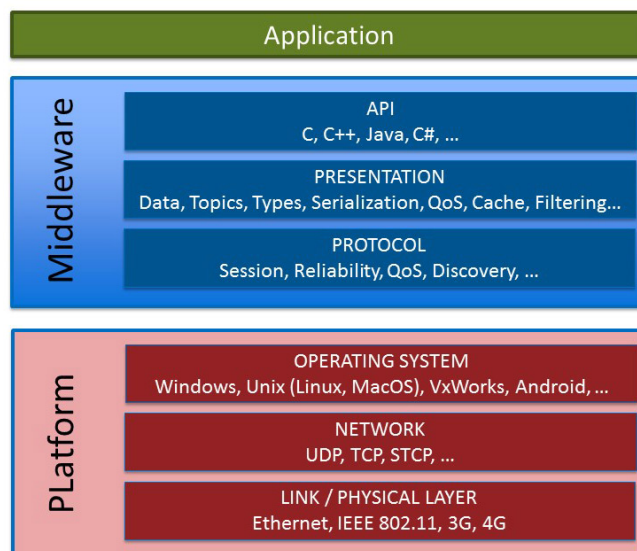 Application
Middleware
API
C, C++, Java, C#, ...
PRESENTATION
Data, Topics, Types, Serialization, QoS, Cache, Filtering...
PROTOCOL
Session, Reliability, QoS, Discovery, ...
PLatform
OPERATING SYSTEM
Windows, Unix (Linux, MacOS), VxWorks, Android, ...
NETWORK
UDP, TCP, STCP, ...
LINK / PHYSICAL LAYER
Ethernet, IEEE 802.11, 3G, 4G